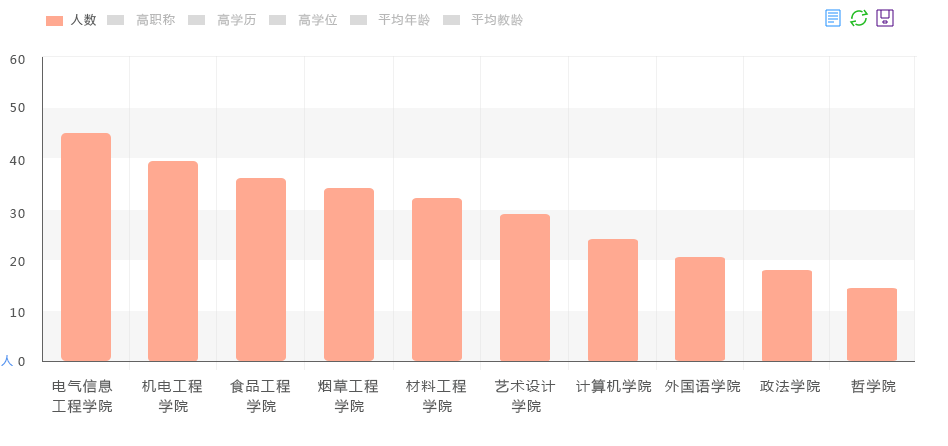 人数 高职称 高学历 高学位 平均年龄 平均教龄
60
50
40
30
20
10
人 0
电气信息 机电工程 食品工程 烟草工程 材料工程 艺术设计 计算机学院 外国语学院 政法学院 哲学院
工程学院 学院 学院 学院 学院 学院